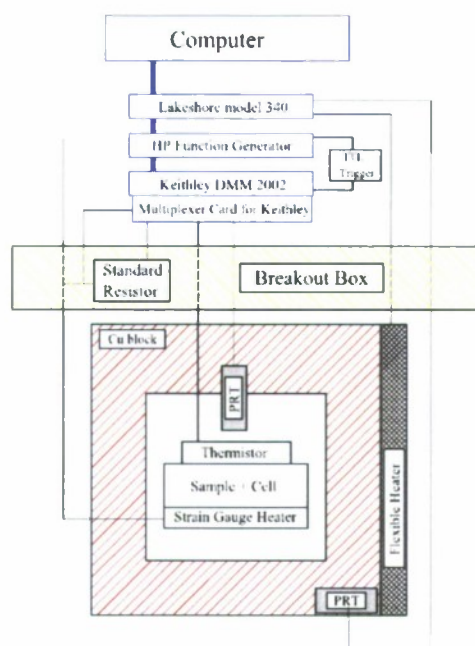 Computer
Lakeshore model 340
HP Function Generator
TTL
Trigger
Keithley DMM 2002
Multiplexer Card for Keithley
Standard
Resistor
Breakout Box
Cu block
PRT
Thermistor
Sample + Cell
Strain Gauge Heater
Flexible Heater
PRT